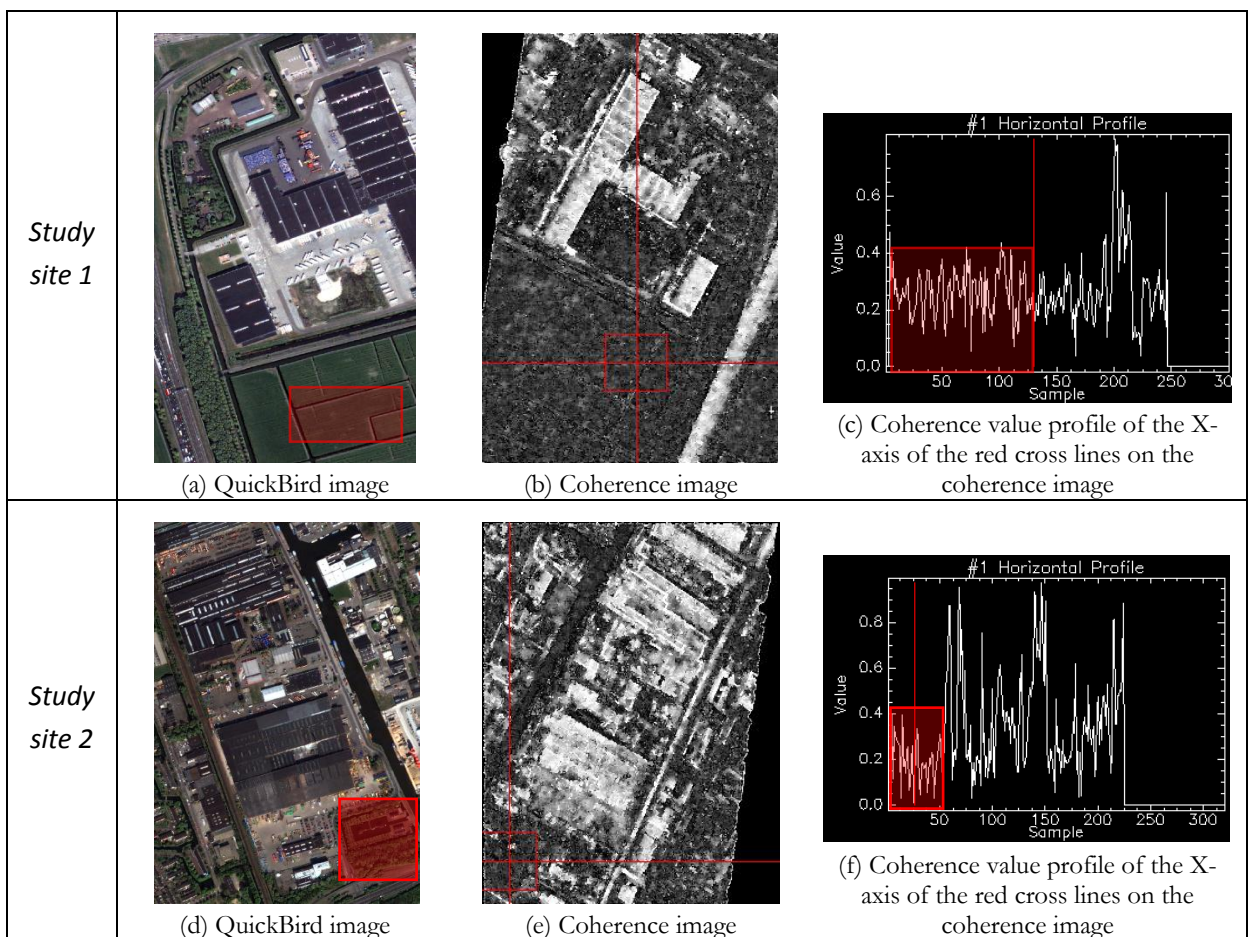 Study
site 1
(a) QuickBird image
(b) Coherence image
#1 Horizontal Profile
Value
0.6
0.4
0.2
0.0
50 100 150 200 250 300
Sample
(c) Coherence value profile of the X-
axis of the red cross lines on the
coherence image
Study
site 2
(d) QuickBird image
(e) Coherence image
#1 Horizontal Profile
Value
0.8
0.6
0.4
0.2
0.0
50 100 150 200 250 300
Sample
(f) Coherence value profile of the X-
axis of the red cross lines on the
coherence image